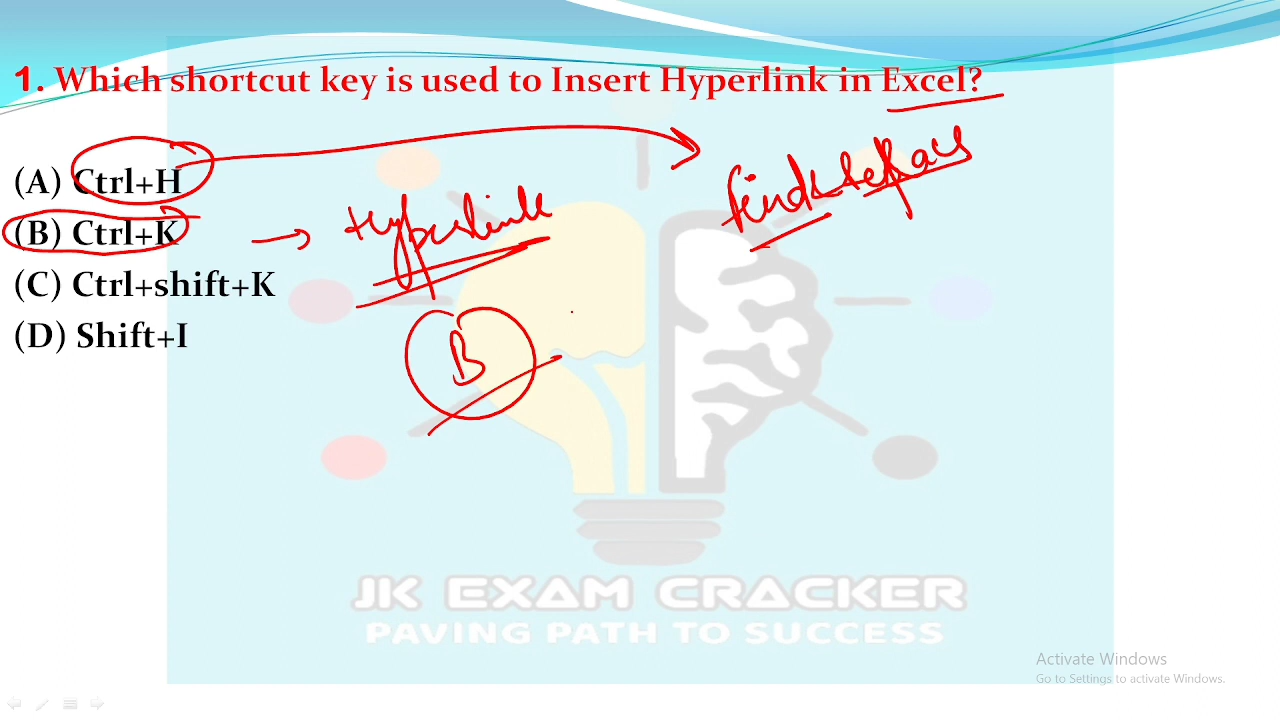 1. Which shortcut key is used to Insert Hyperlink in Excel?
(A) Ctrl+H
(B) Ctrl+K
(C) Ctrl+shift+K
(D) Shift+I
Hyperlink
find &
B
JK EXAM CRACKER
PAVING PATH TO SUCCESS
Activate Windows
Go to Settings to activate Windows.